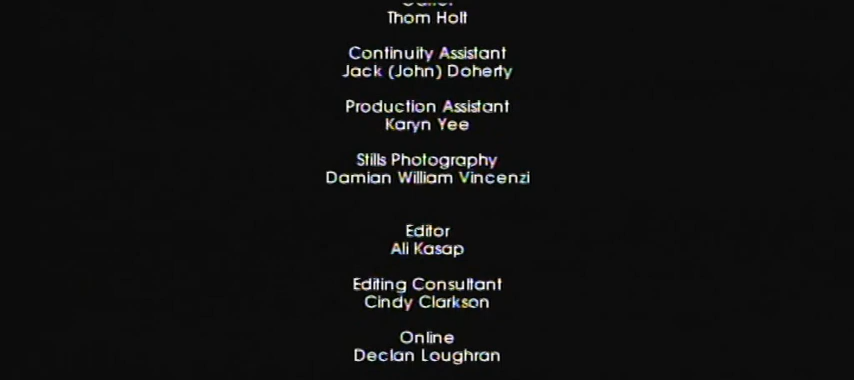 Thom Holt
Continuity Assistant
Jack (John) Doherty
Production Assistant
Karyn Yee
Stills Photography
Damian William Vincenzi
Editor
Ali Kasap
Editing Consultant
Cindy Clarkson
Online
Declan Loughran